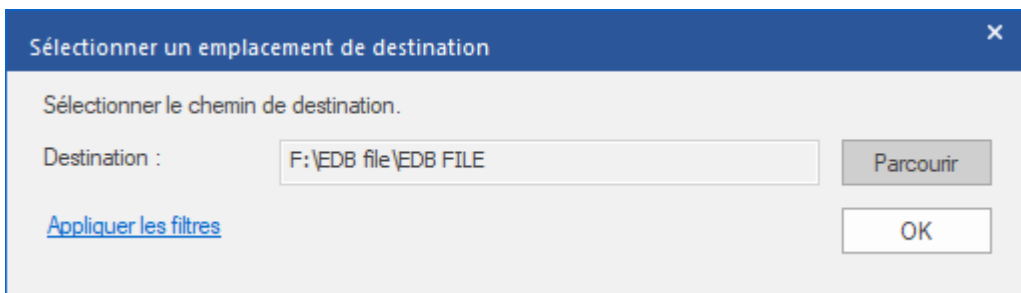 Sélectionner un emplacement de destination
Sélectionner le chemin de destination.
Destination : F:\EDB file\EDB FILE Parcourir
Appliquer les filtres OK